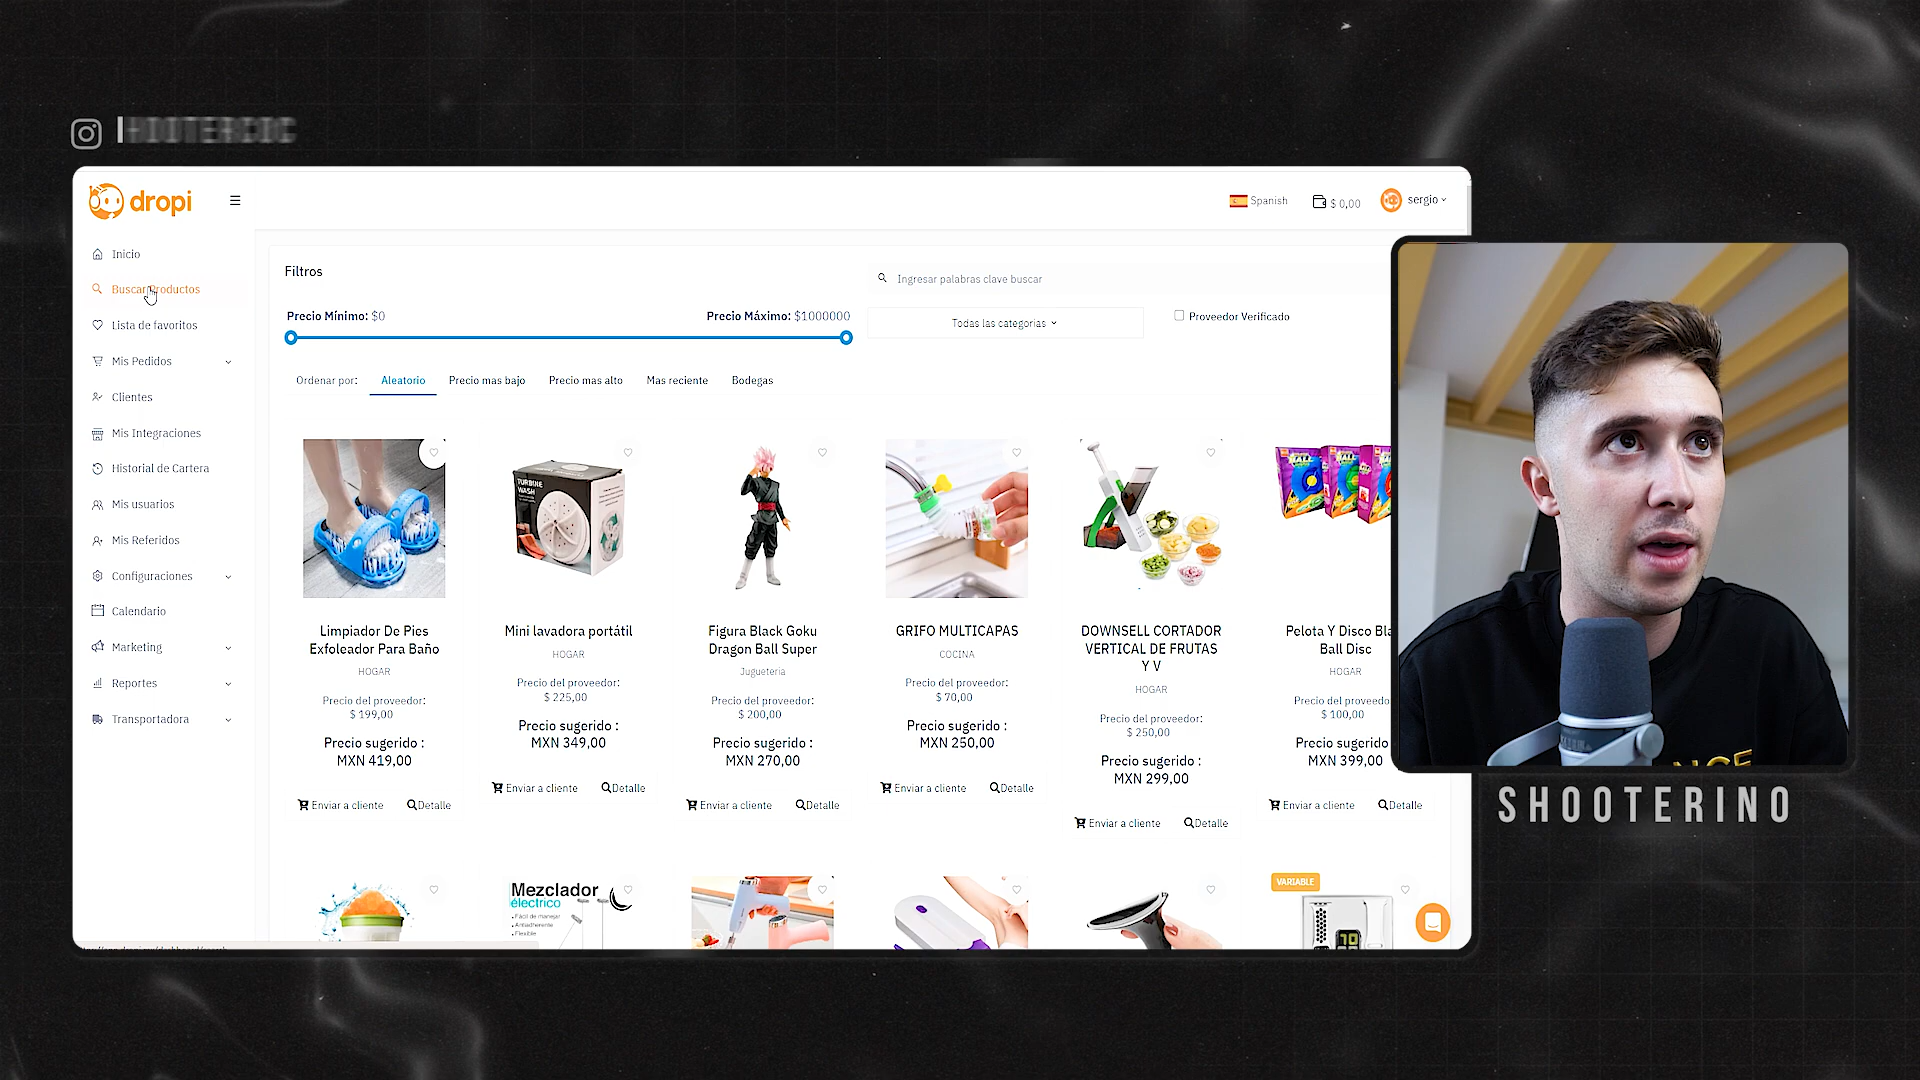 dropi
Spanish
$ 0,00
sergio
Inicio
Buscar Productos
Lista de favoritos
Mis Pedidos
Clientes
Mis Integraciones
Historial de Cartera
Mis usuarios
Mis Referidos
Configuraciones
Calendario
Marketing
Reportes
Transportadora
Filtros
Ingresar palabras clave buscar
Precio Mínimo: $0
Precio Máximo: $1000000
Todas las categorias
Proveedor Verificado
Ordenar por:
Aleatorio
Precio mas bajo
Precio mas alto
Mas reciente
Bodegas
TURBINE
WASH
Limpiador De Pies
Exfoleador Para Baño
HOGAR
Precio del proveedor:
$ 199,00
Precio sugerido :
MXN 419,00
Enviar a cliente
Detalle
Mini lavadora portátil
HOGAR
Precio del proveedor:
$ 225,00
Precio sugerido :
MXN 349,00
Enviar a cliente
Detalle
Figura Black Goku
Dragon Ball Super
Jugueteria
Precio del proveedor:
$ 200,00
Precio sugerido :
MXN 270,00
Enviar a cliente
Detalle
GRIFO MULTICAPAS
COCINA
Precio del proveedor:
$ 70,00
Precio sugerido :
MXN 250,00
Enviar a cliente
Detalle
DOWNSELL CORTADOR
VERTICAL DE FRUTAS
Y V
HOGAR
Precio del proveedor:
$ 250,00
Precio sugerido :
MXN 299,00
Enviar a cliente
Detalle
Pelota Y Disco
Ball Disc
HOGAR
Precio del proveedor:
$ 100,00
Precio sugerido
MXN 399,00
Enviar a cliente
Detalle
Mezclador
eléctrico
Fácil de manejar
Antiadherente
Flexible
VARIABLE
SHOOTERINO